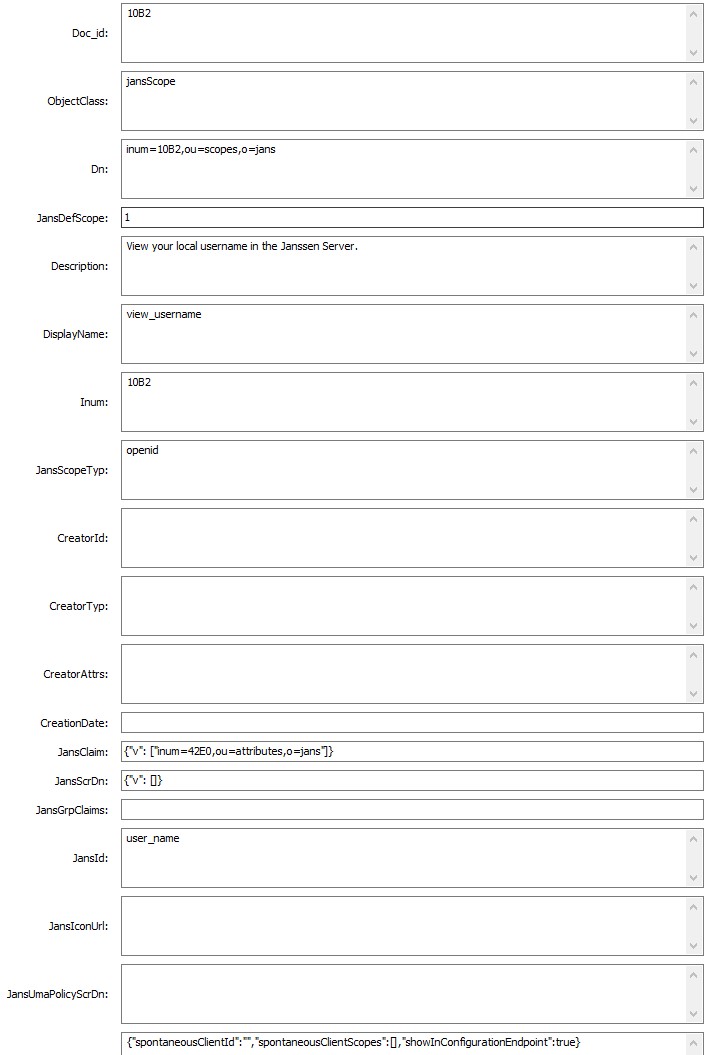 Doc_id: 10B2
ObjectClass: jansScope
Dn: inum=10B2,ou=scopes,o=jans
JansDefScope: 1
Description: View your local username in the Janssen Server.
DisplayName: view_username
Inum: 10B2
JansScopeTyp: openid
CreatorId:
CreatorTyp:
CreatorAttrs:
CreationDate:
JansClaim: {"v": ["inum=42E0,ou=attributes,o=jans"]}
JansScrDn: {"v": []}
JansGrpClaims:
JansId: user_name
JansIconUrl:
JansUmaPolicyScrDn:
{"spontaneousClientId":"","spontaneousClientScopes":[],"showInConfigurationEndpoint":true}